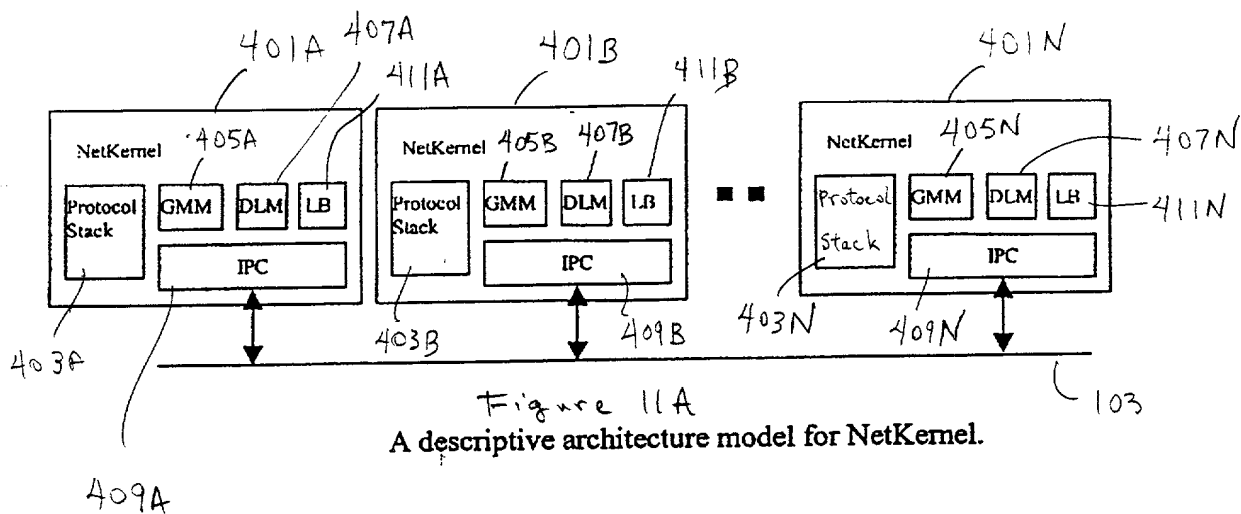 401A 407A 401B 401N
411A 411B
NetKernel 405A NetKernel 405B 407B NetKernel 405N 407N
Protocol Stack GMM DLM LB Protocol Stack GMM DLM LB Protocol Stack GMM DLM LB 411N
IPC IPC IPC
403A 403B 409B 403N 409N
Figure 11A 103
A descriptive architecture model for NetKernel.
409A